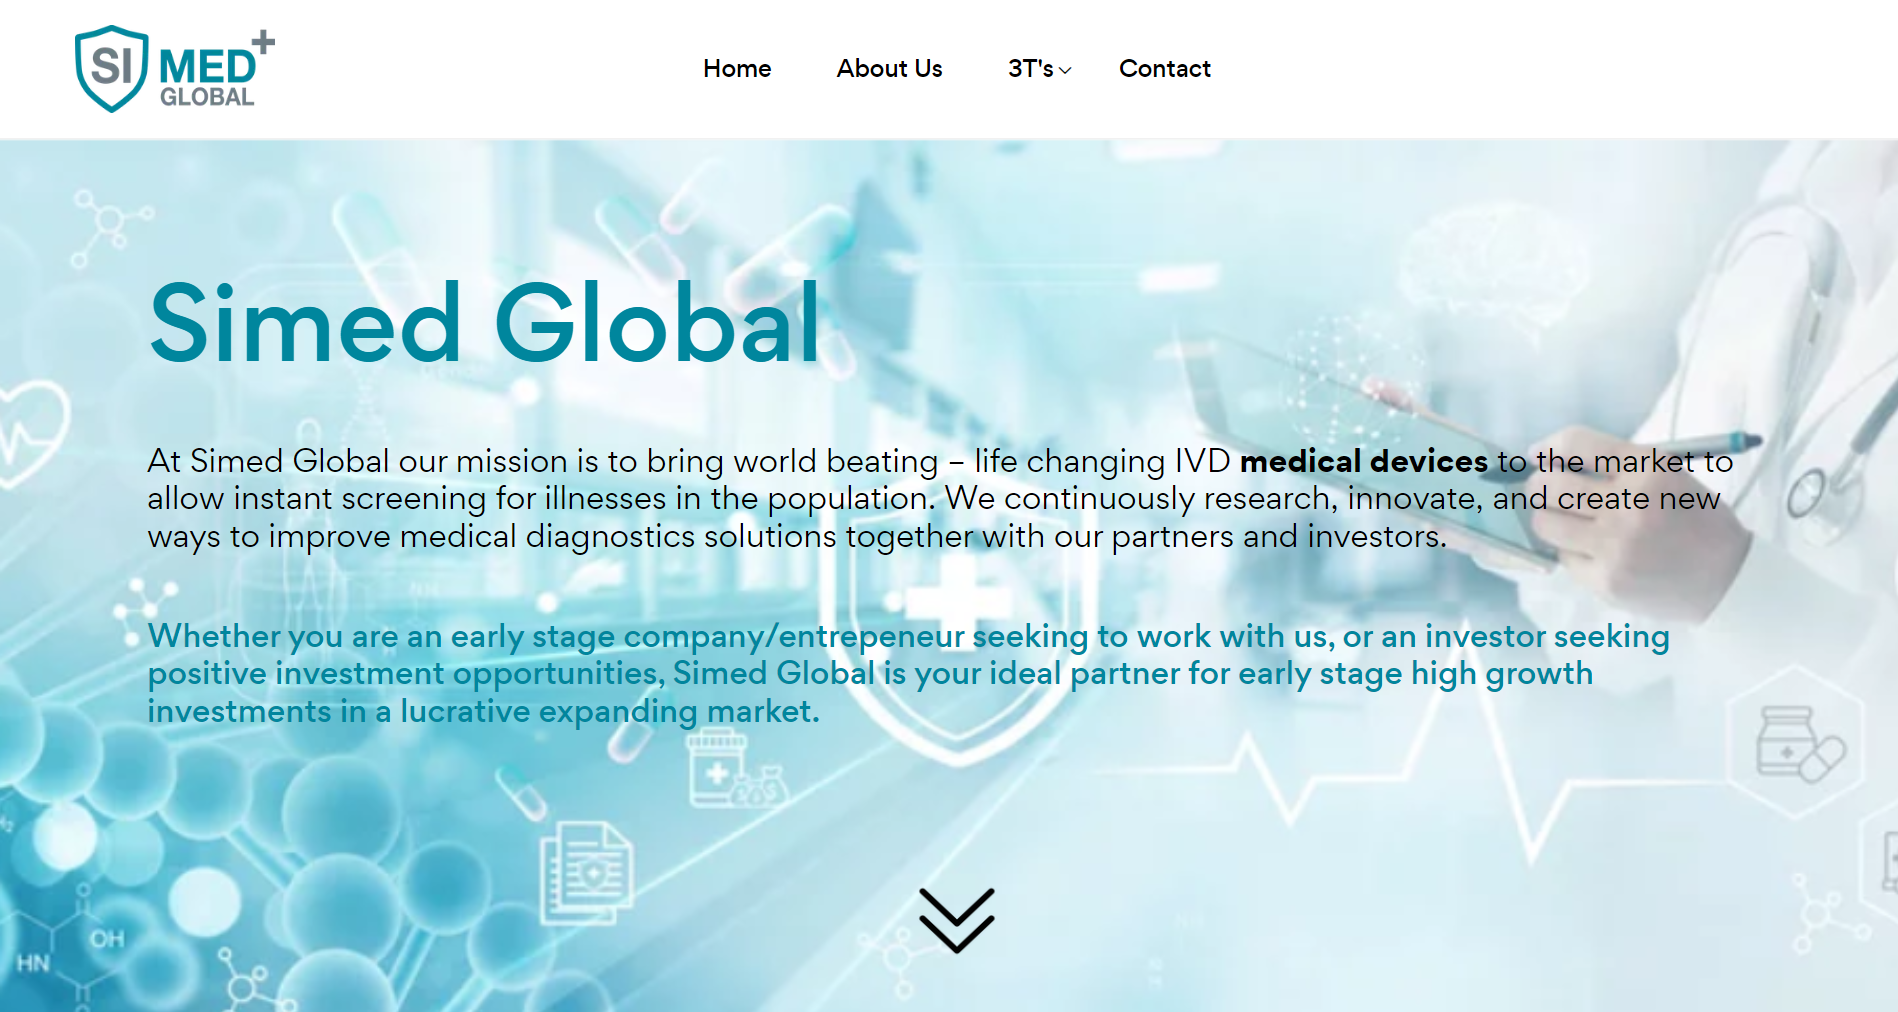 SI MED+
GLOBAL
Home About Us 3T's Contact
Simed Global
At Simed Global our mission is to bring world beating – life changing IVD medical devices to the market to
allow instant screening for illnesses in the population. We continuously research, innovate, and create new
ways to improve medical diagnostics solutions together with our partners and investors.
Whether you are an early stage company/entrepeneur seeking to work with us, or an investor seeking
positive investment opportunities, Simed Global is your ideal partner for early stage high growth
investments in a lucrative expanding market.
NH
OH
HN